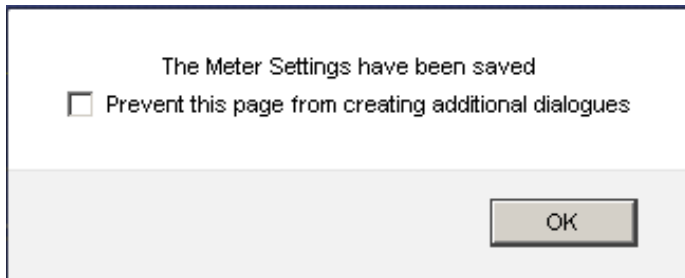 The Meter Settings have been saved
Prevent this page from creating additional dialogues
OK